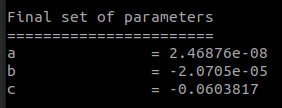 Final set of parameters
=======================
a = 2.46876e-08
b = -2.0705e-05
c = -0.0603817